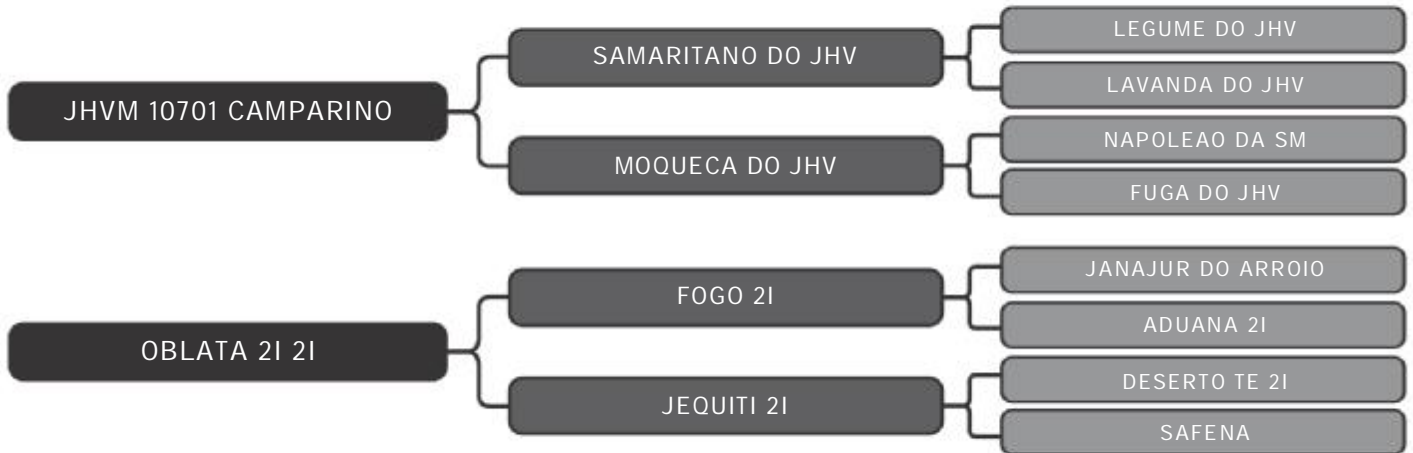 LEGUME DO JHV
SAMARITANO DO JHV
LAVANDA DO JHV
JHVM 10701 CAMPARINO
NAPOLEAO DA SM
MOQUECA DO JHV
FUGA DO JHV
JANAJUR DO ARROIO
FOGO 2I
ADUANA 2I
OBLATA 2I 2I
DESERTO TE 2I
JEQUITI 2I
SAFENA